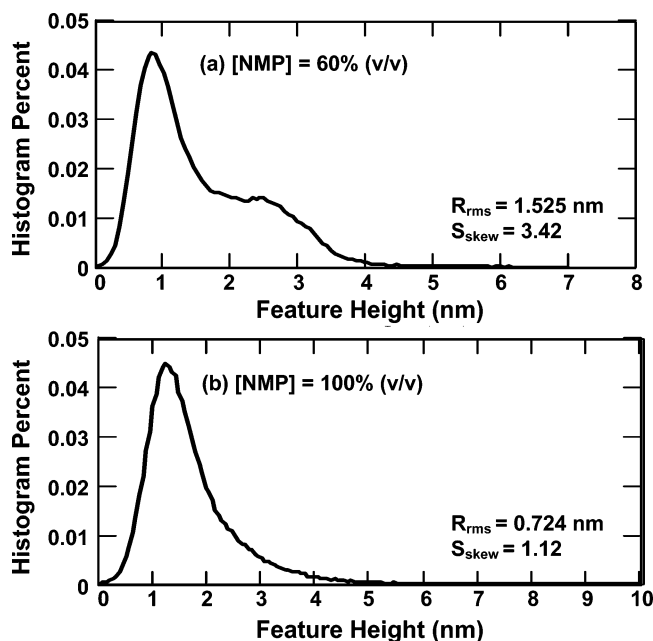 0.05
0.04
0.03
0.02
0.01
0
Histogram Percent
(a) [NMP] = 60% (v/v)
R_rms = 1.525 nm
S_skew = 3.42
0 1 2 3 4 5 6 7 8
Feature Height (nm)
0.05
0.04
0.03
0.02
0.01
0
Histogram Percent
(b) [NMP] = 100% (v/v)
R_rms = 0.724 nm
S_skew = 1.12
0 1 2 3 4 5 6 7 8 9 10
Feature Height (nm)